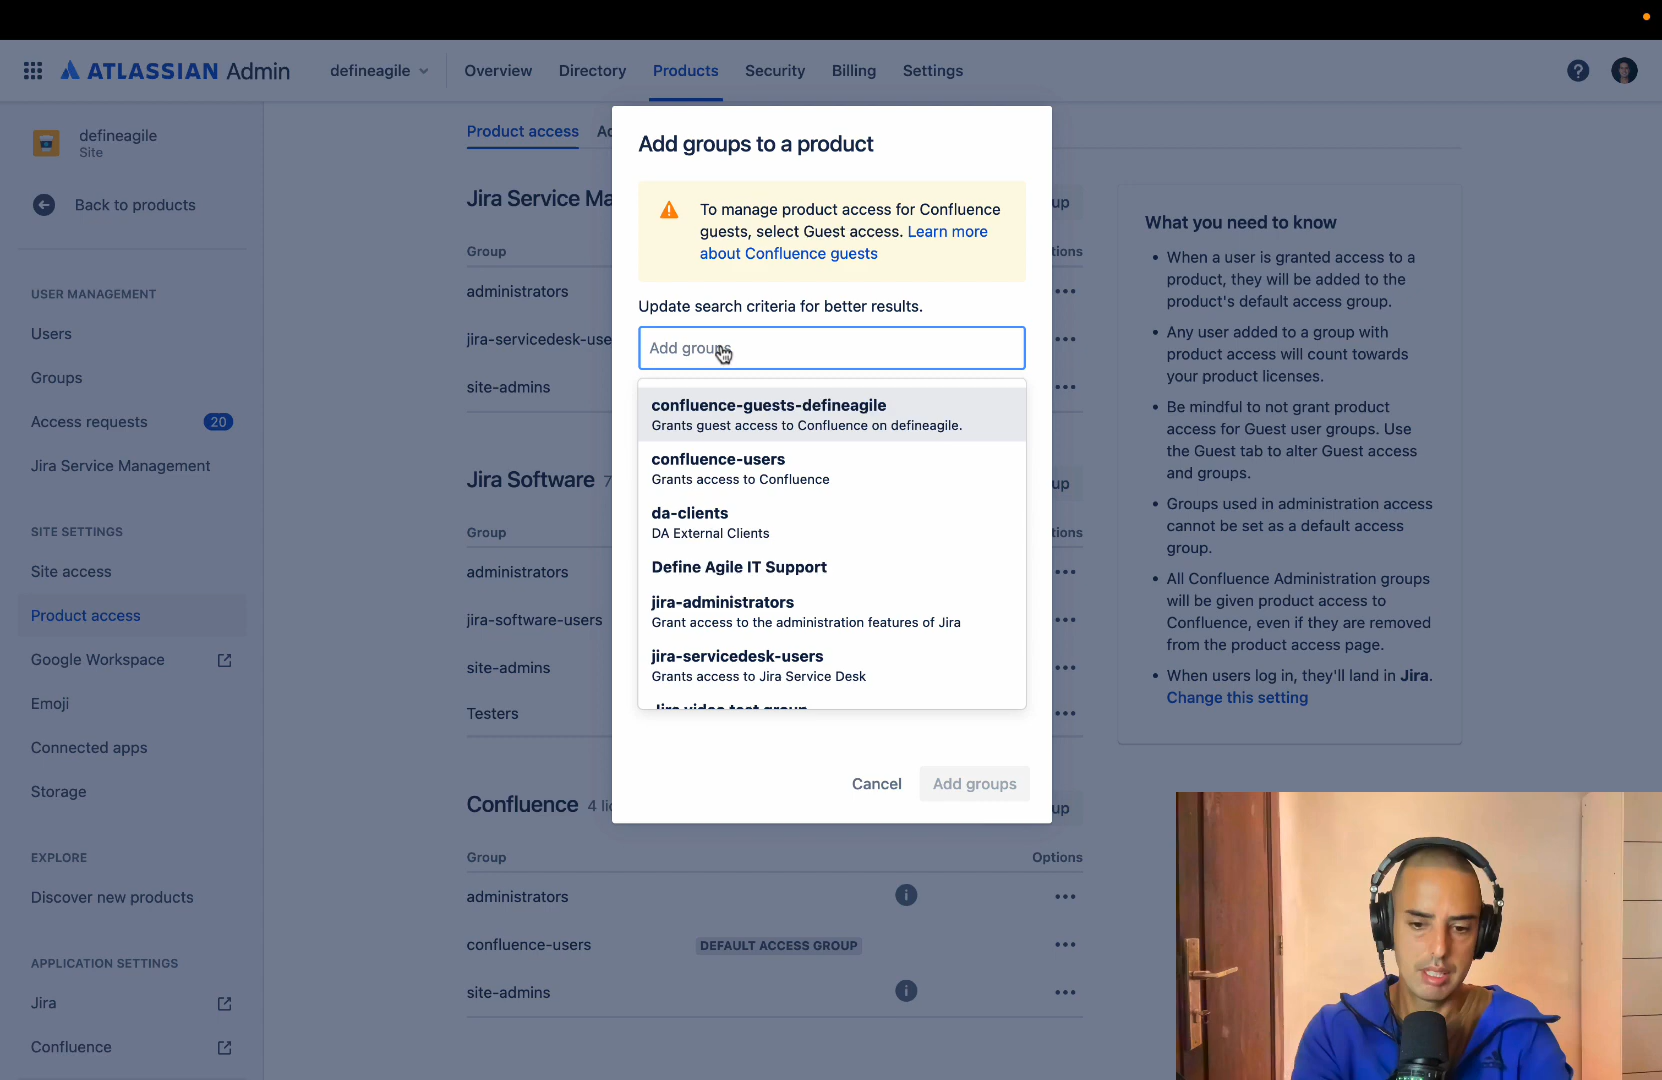 ATLASSIAN Admin
defineagile
Overview
Directory
Products
Security
Billing
Settings
defineagile
Site
Back to products
USER MANAGEMENT
Users
Groups
Access requests
20
Jira Service Management
SITE SETTINGS
Site access
Product access
Google Workspace
Emoji
Connected apps
Storage
EXPLORE
Discover new products
APPLICATION SETTINGS
Jira
Confluence
Product access
Jira Service Ma
Group
administrators
jira-servicedesk-use
site-admins
Jira Software
Group
administrators
jira-software-users
site-admins
Testers
Confluence
Group
Options
administrators
confluence-users
DEFAULT ACCESS GROUP
site-admins
Add groups to a product
To manage product access for Confluence
guests, select Guest access. Learn more
about Confluence guests
Update search criteria for better results.
Add groups
confluence-guests-defineagile
Grants guest access to Confluence on defineagile.
confluence-users
Grants access to Confluence
da-clients
DA External Clients
Define Agile IT Support
jira-administrators
Grant access to the administration features of Jira
jira-servicedesk-users
Grants access to Jira Service Desk
Jira video test group
Cancel
Add groups
What you need to know
• When a user is granted access to a
product, they will be added to the
product's default access group.
• Any user added to a group with
product access will count towards
your product licenses.
• Be mindful to not grant product
access for Guest user groups. Use
the Guest tab to alter Guest access
and groups.
• Groups used in administration access
cannot be set as a default access
group.
• All Confluence Administration groups
will be given product access to
Confluence, even if they are removed
from the product access page.
• When users log in, they'll land in Jira.
Change this setting